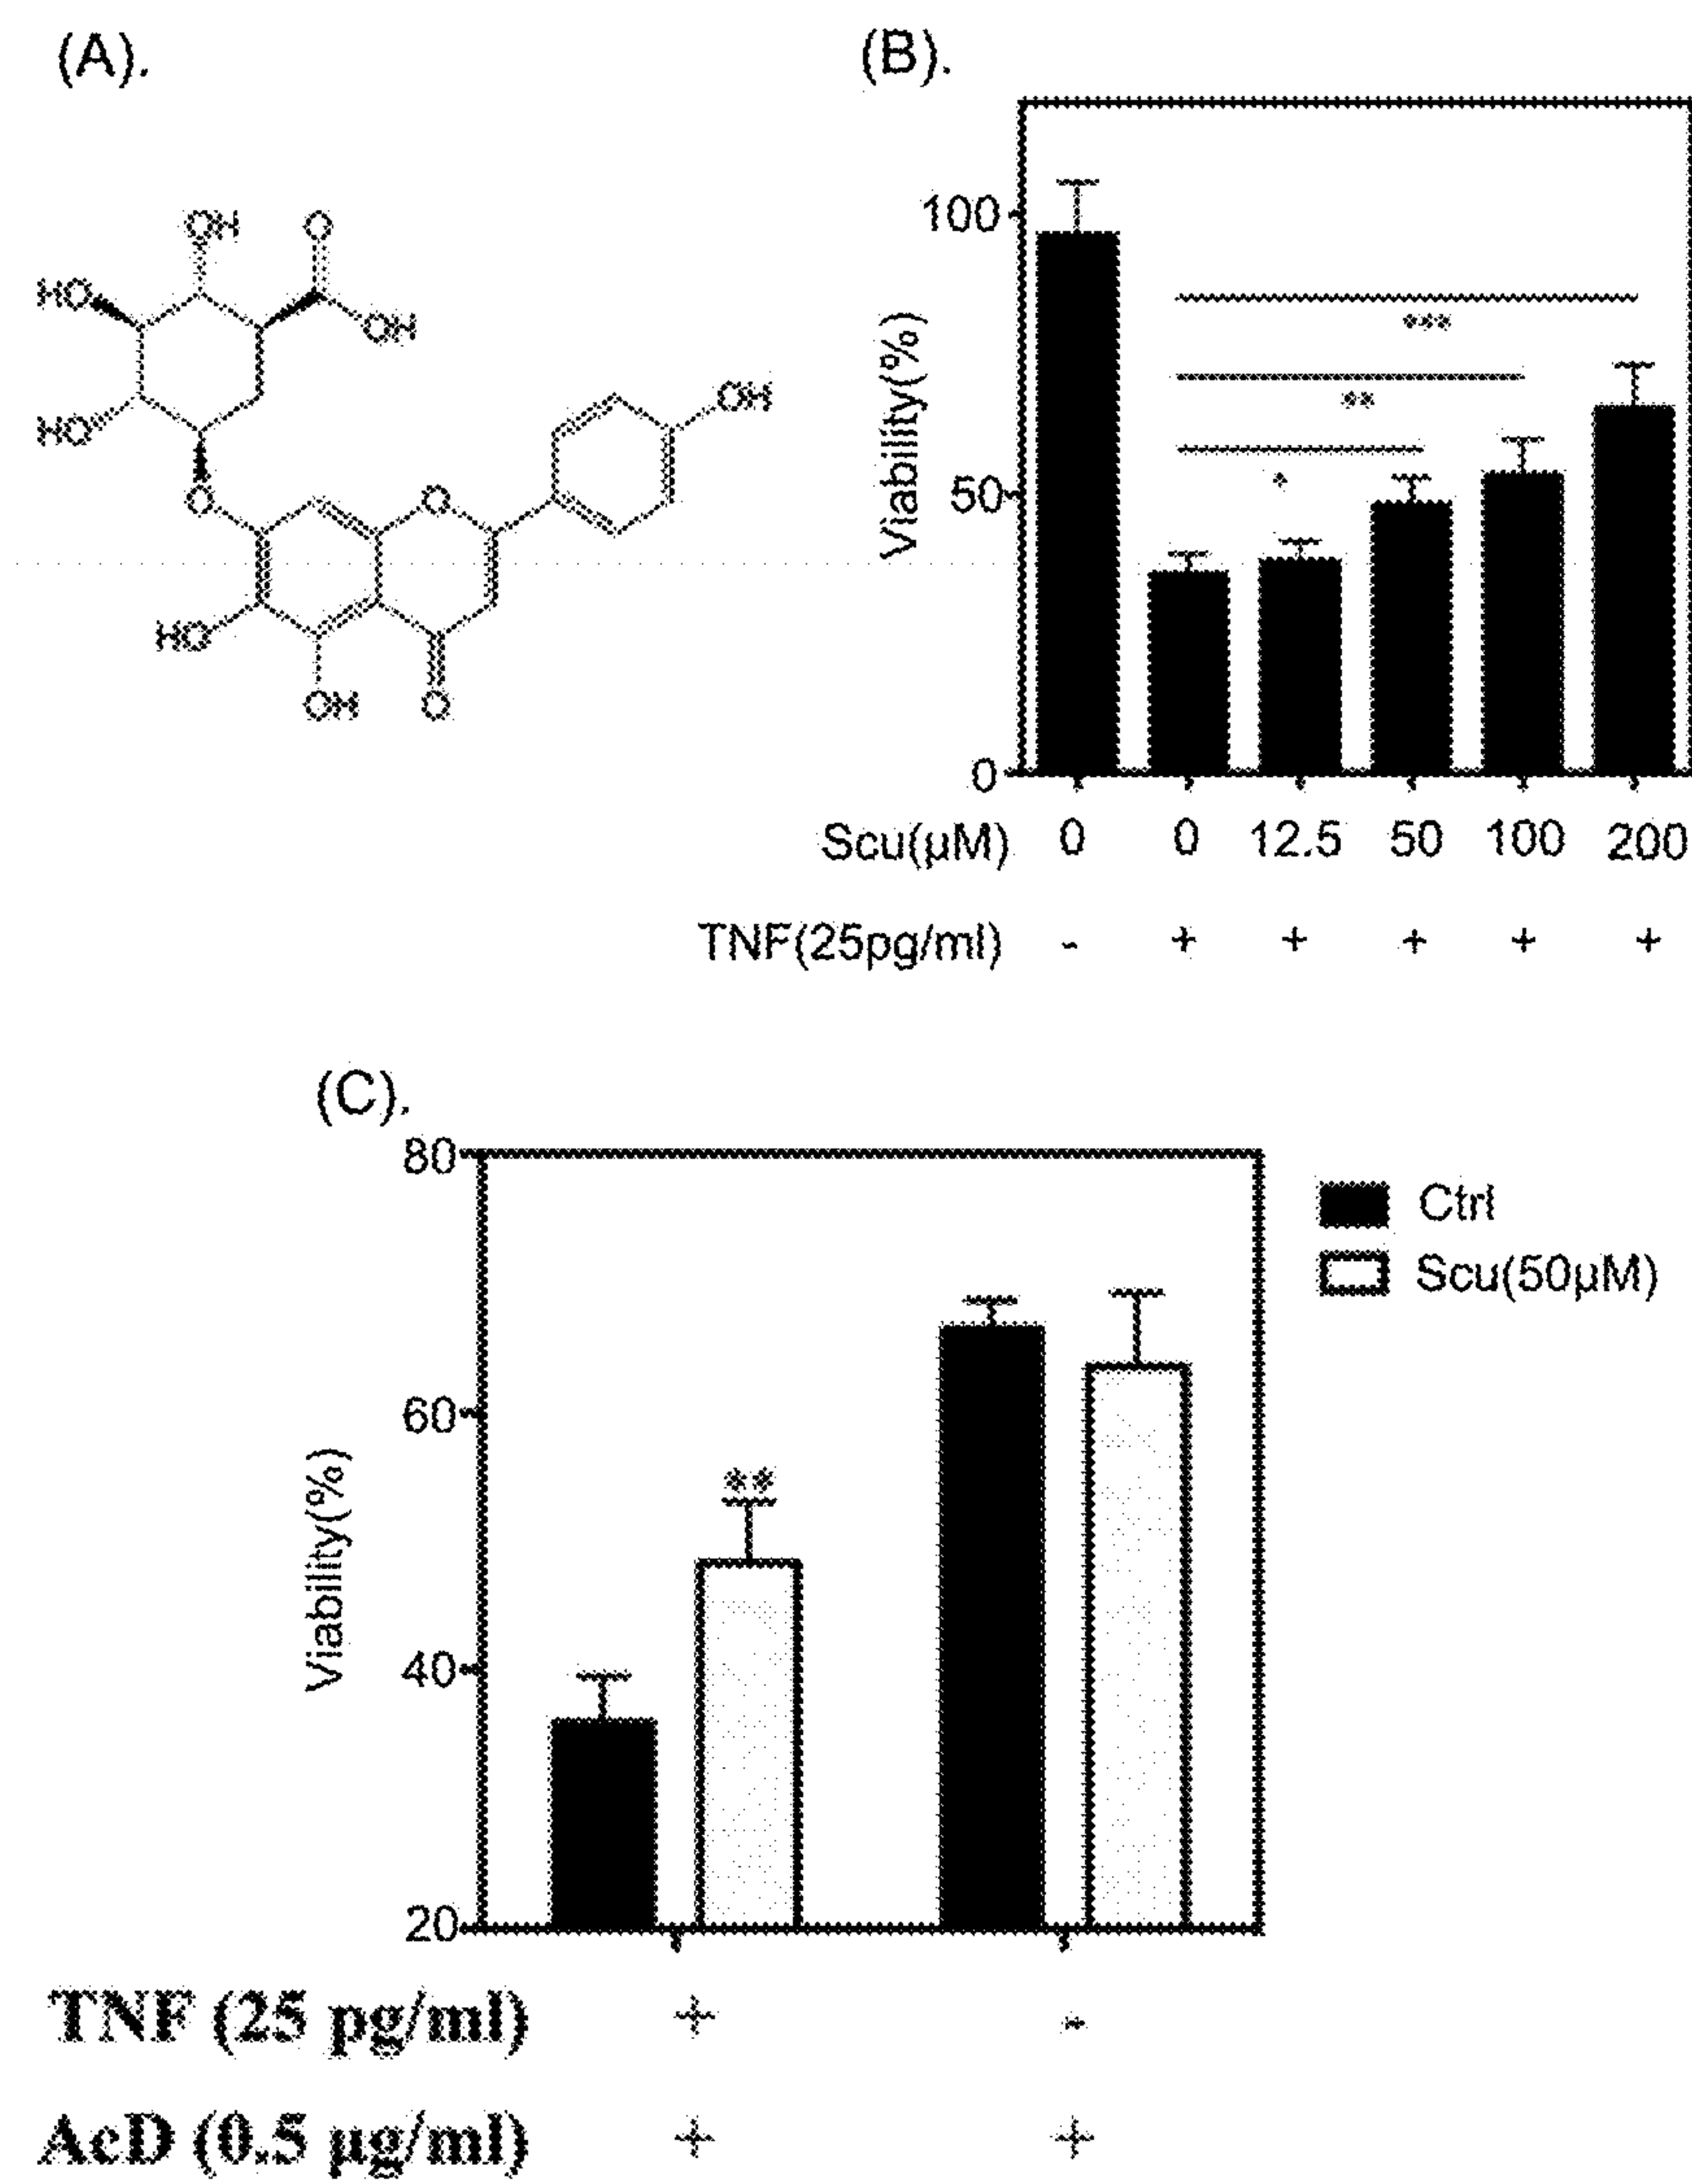 (A).
OH
O
HO
OH
HO
OH
O
O
HO
OH
O
(B).
100
50
0
Viability(%)
***
**
*
Scu(μM) 0 0 12.5 50 100 200
TNF(25pg/ml) - + + + + +
(C).
80
60
40
20
Viability(%)
**
Ctrl
Scu(50μM)
TNF (25 pg/ml) + -
AcD (0.5 μg/ml) + +